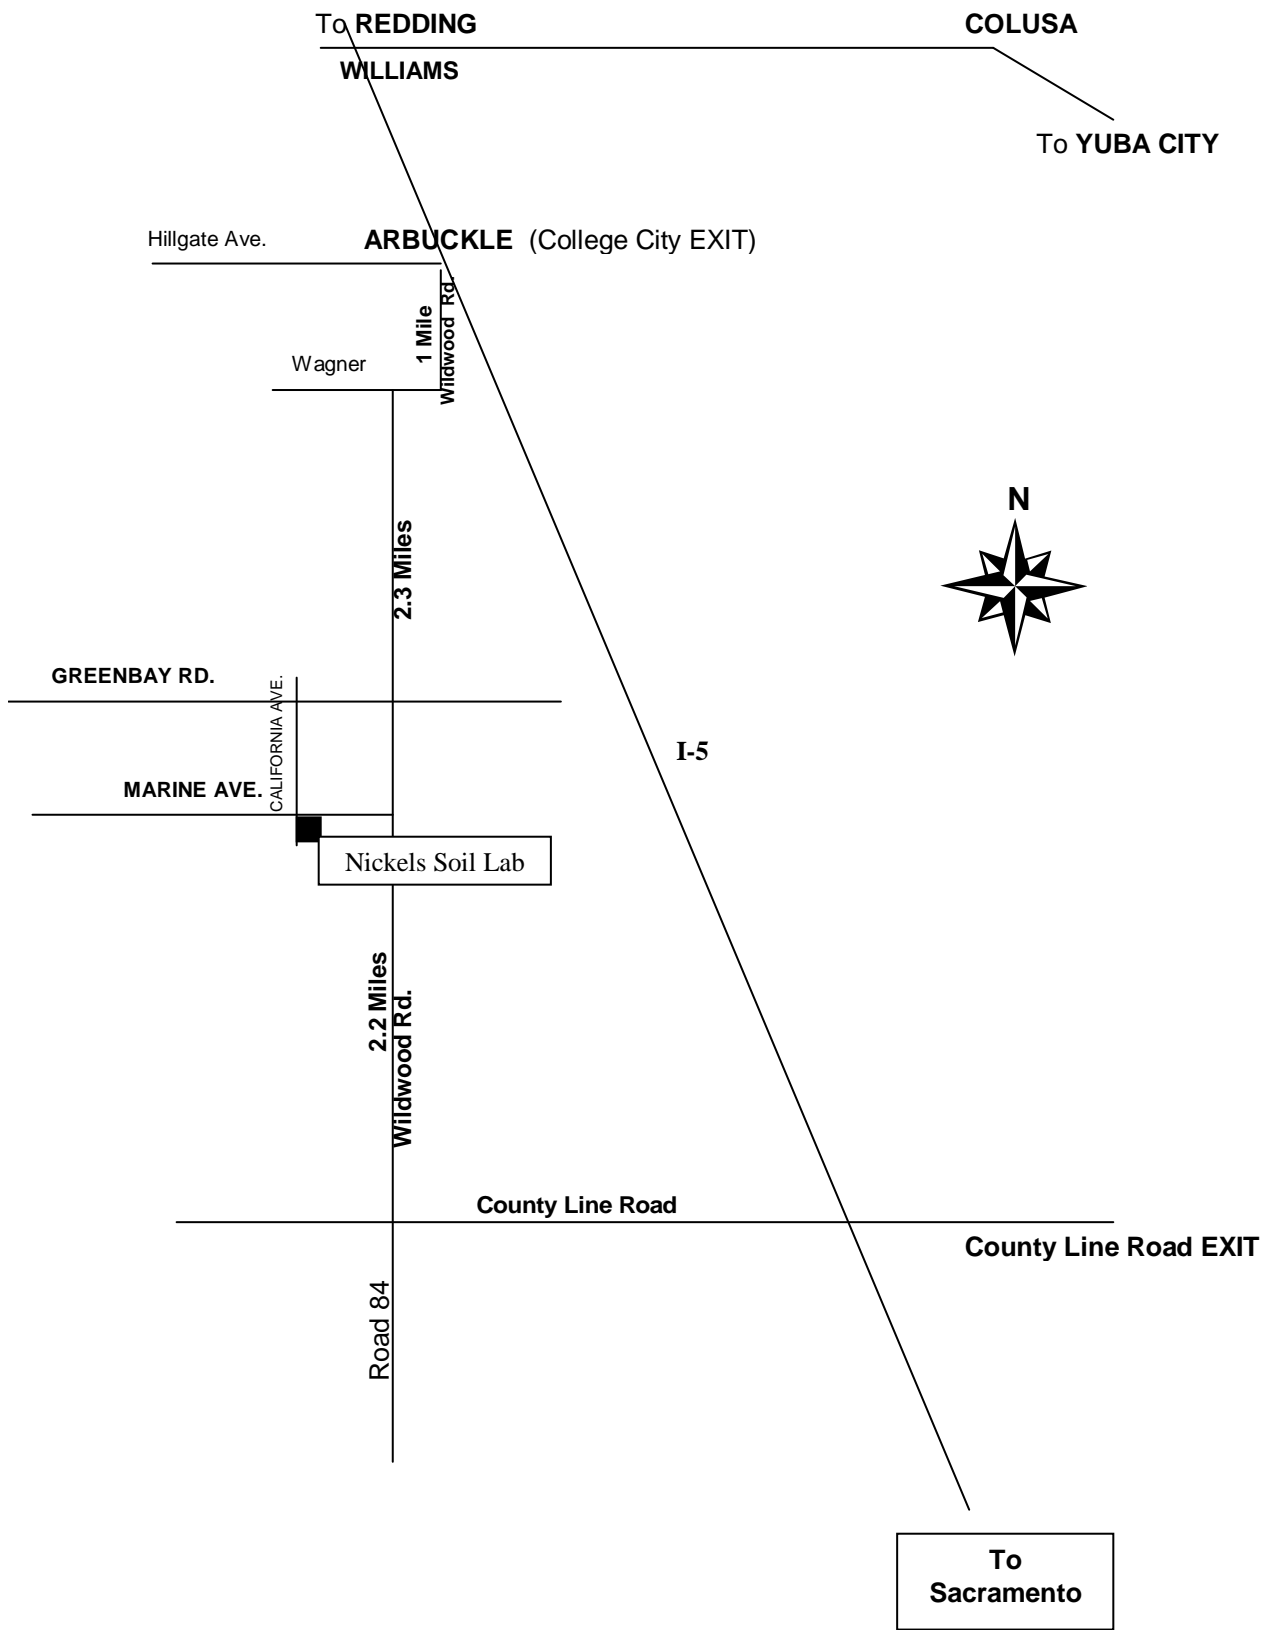 To REDDING
COLUSA
WILLIAMS
To YUBA CITY
Hillgate Ave.
ARBUCKLE (College City EXIT)
1 Mile
Wildwood Rd.
Wagner
N
2.3 Miles
GREENBAY RD.
CALIFORNIA AVE.
I-5
MARINE AVE.
Nickels Soil Lab
2.2 Miles
Wildwood Rd.
County Line Road
County Line Road EXIT
Road 84
To
Sacramento